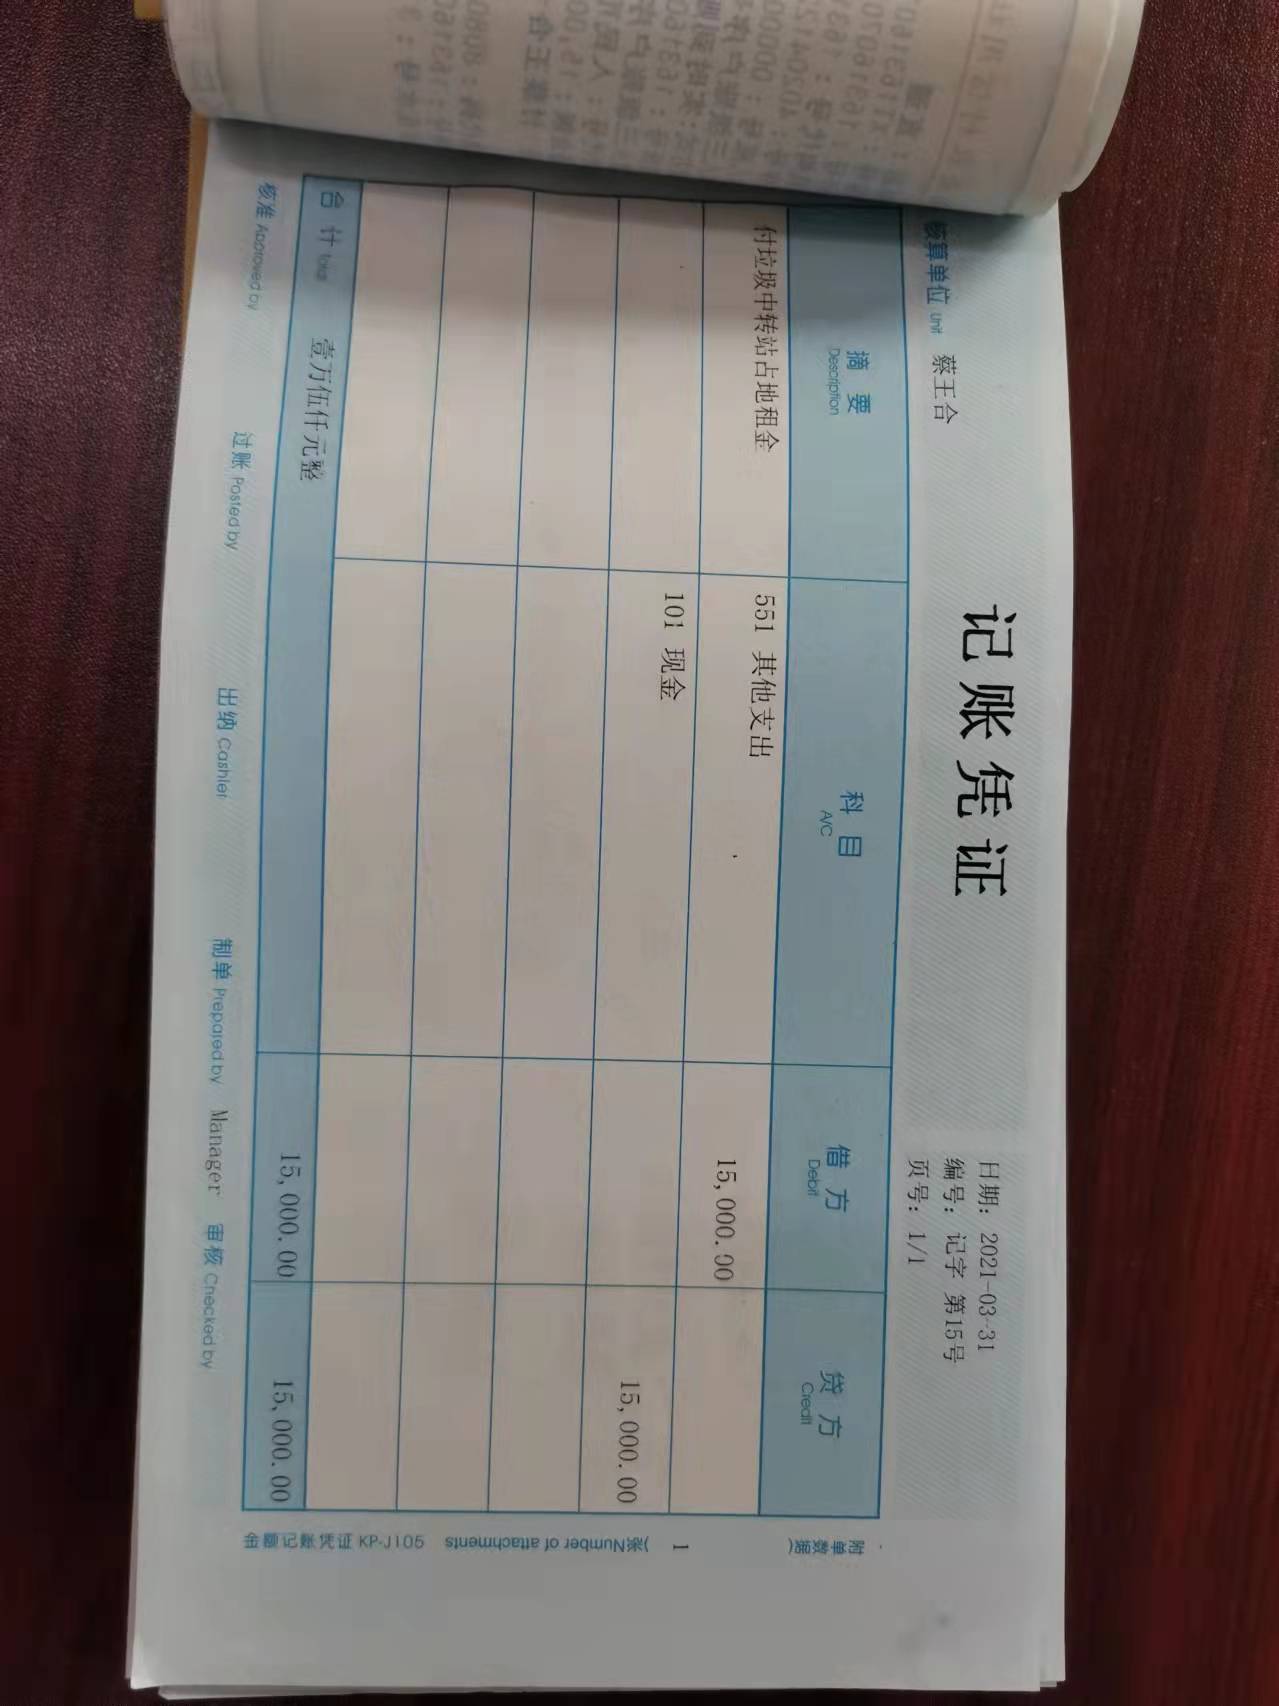 记账凭证
日期：2021-03-31
编号：记字 第15号
页号：1/1
核算单位 Unit 蔡王合
摘要 Description 科目 A/C 借方 Debit 贷方 Credit
付垃圾中转站占地租金 551 其他支出 15,000.00
101 现金 15,000.00
合计 Total 壹万伍仟元整 15,000.00 15,000.00
核准 Approved by 过账 Posted by 出纳 Cashier 制单 Prepared by Manager 审核 Checked by
附单数据( 1 )张Number of attachments
金额记账凭证 KP-J105